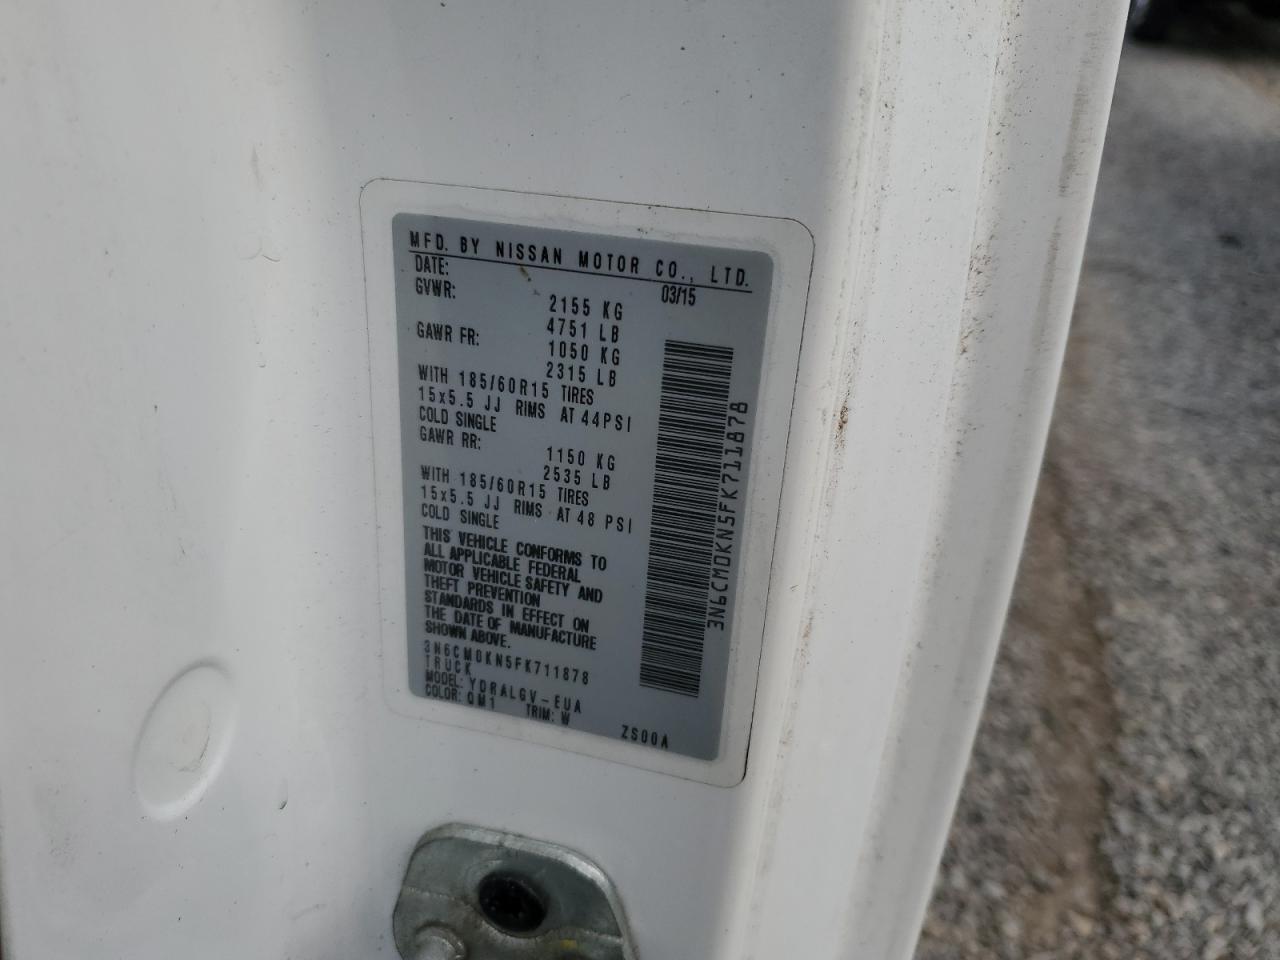 MFD. BY NISSAN MOTOR CO., LTD.
DATE: 03/15
GVWR: 2155 KG
4751 LB
GAWR FR: 1050 KG
2315 LB
WITH 185/60R15 TIRES
15x5.5 JJ RIMS AT 44PSI
COLD SINGLE
GAWR RR: 1150 KG
2535 LB
WITH 185/60R15 TIRES
15x5.5 JJ RIMS AT 48 PSI
COLD SINGLE
THIS VEHICLE CONFORMS TO
ALL APPLICABLE FEDERAL
MOTOR VEHICLE SAFETY AND
THEFT PREVENTION
STANDARDS IN EFFECT ON
THE DATE OF MANUFACTURE
SHOWN ABOVE.
3N6CM0KN5FK711878
TRUCK
MODEL: YDRALGV-EUA
COLOR: QM1 TRIM: W
ZS00A
3N6CM0KN5FK711878